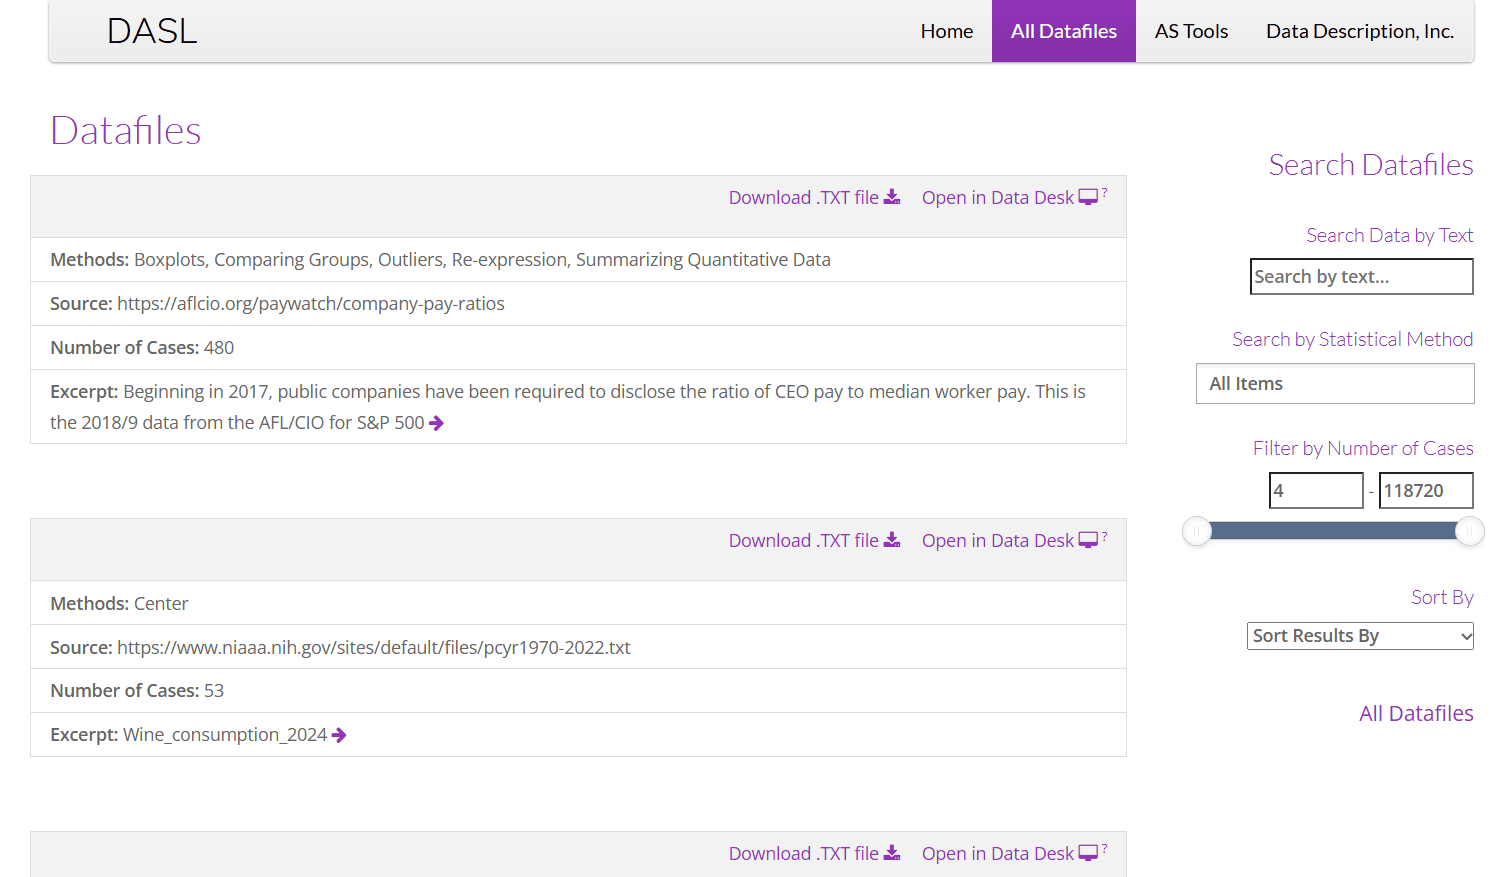 DASL
Home
All Datafiles
AS Tools
Data Description, Inc.
Datafiles
Download .TXT file
Open in Data Desk ?
Methods: Boxplots, Comparing Groups, Outliers, Re-expression, Summarizing Quantitative Data
Source: https://aflcio.org/paywatch/company-pay-ratios
Number of Cases: 480
Excerpt: Beginning in 2017, public companies have been required to disclose the ratio of CEO pay to median worker pay. This is
the 2018/9 data from the AFL/CIO for S&P 500
Download .TXT file
Open in Data Desk ?
Methods: Center
Source: https://www.niaaa.nih.gov/sites/default/files/pcyr1970-2022.txt
Number of Cases: 53
Excerpt: Wine_consumption_2024
Download .TXT file
Open in Data Desk ?
Search Datafiles
Search Data by Text
Search by text...
Search by Statistical Method
All Items
Filter by Number of Cases
4 - 118720
Sort By
Sort Results By
All Datafiles